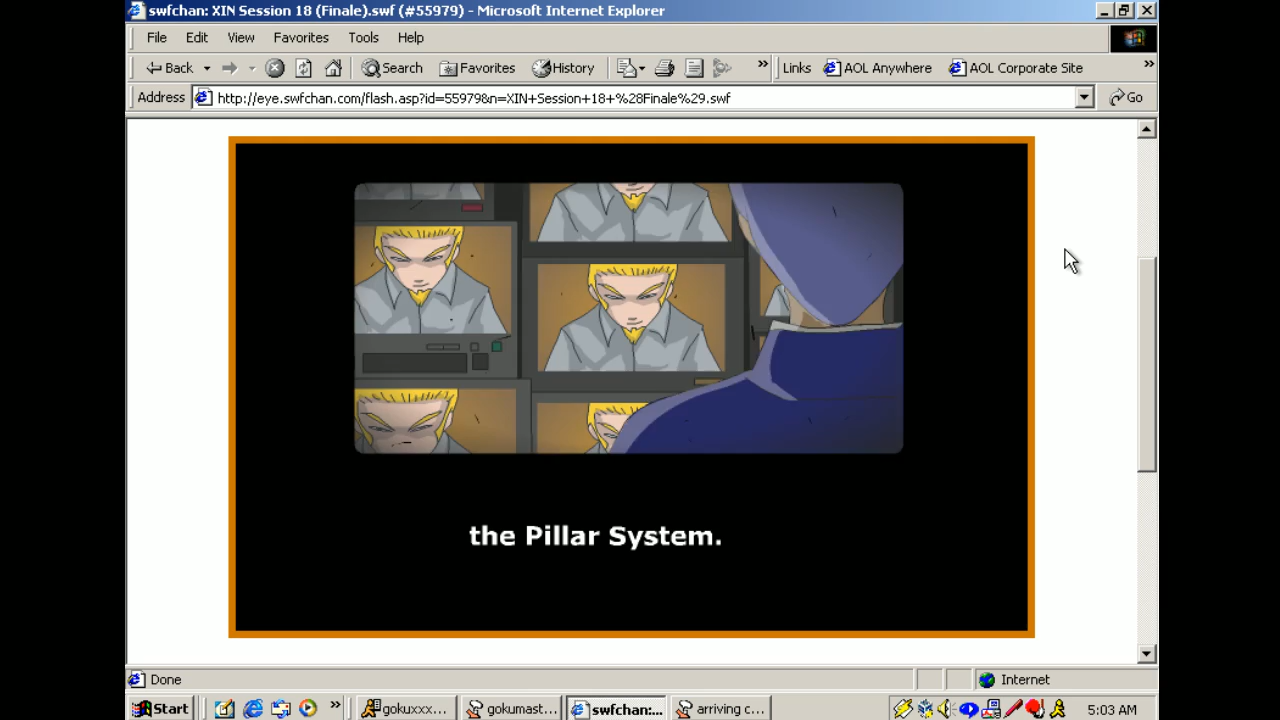 swfchan: XIN Session 18 (Finale).swf (#55979) - Microsoft Internet Explorer
File Edit View Favorites Tools Help
Back Search Favorites History » Links AOL Anywhere AOL Corporate Site »
Address http://eye.swfchan.com/flash.asp?id=55979&n=XIN+Session+18+%28Finale%29.swf Go
the Pillar System.
Done Internet
Start » gokuxxx... gokumast... swfchan:... arriving c... 5:03 AM